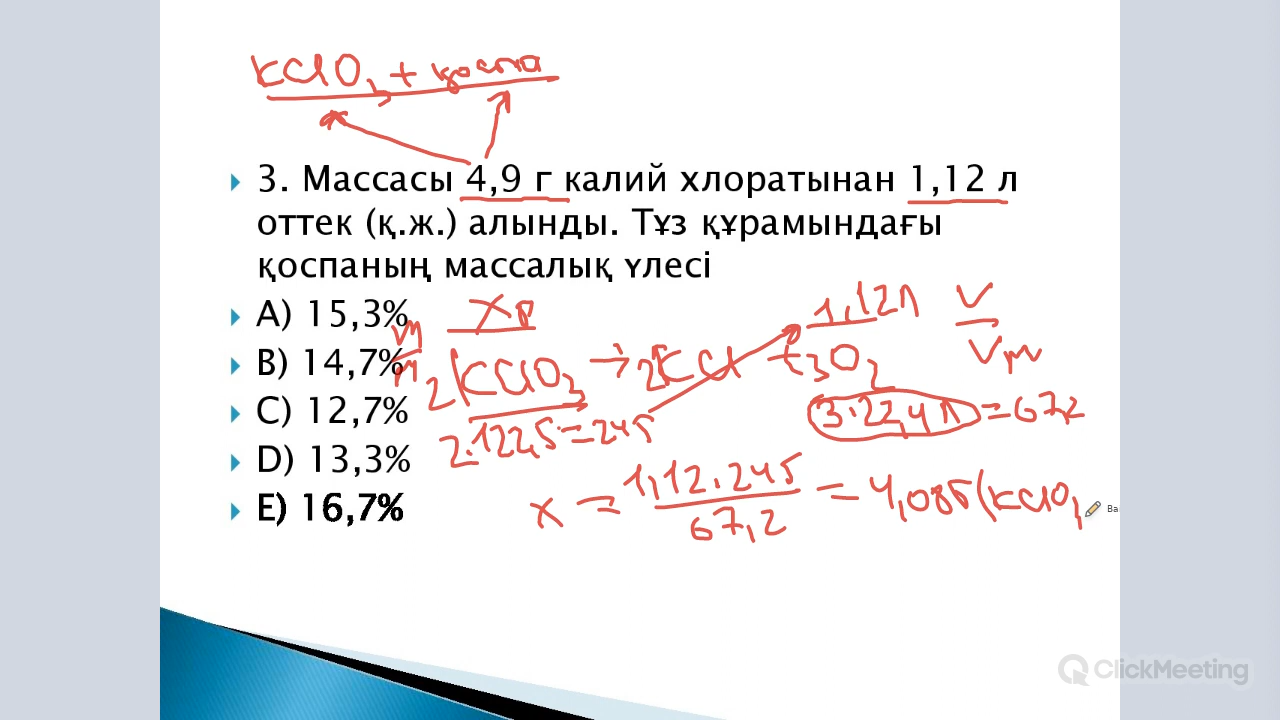 KClO3 + қоспа
3. Массасы 4,9 г калий хлоратынан 1,12 л
оттек (қ.ж.) алынды. Тұз құрамындағы
қоспаның массалық үлесі
A) 15,3%
B) 14,7%
C) 12,7%
D) 13,3%
E) 16,7%
Xг 1,12л V
m/M 2KClO3 → 2KCl + 3O2 Vm
2·122,5=245 3·22,4л=67,2
x = 1,12·245 / 67,2 = 4,08г(KClO3
Ba
ClickMeeting